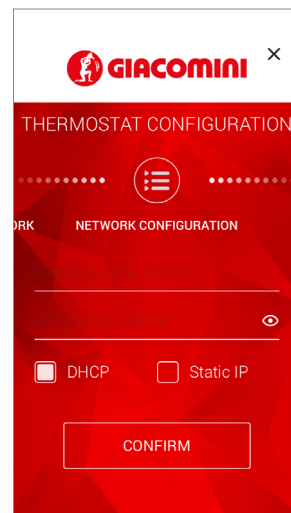 GIACOMINI
THERMOSTAT CONFIGURATION
ORK
NETWORK CONFIGURATION
DHCP
Static IP
CONFIRM